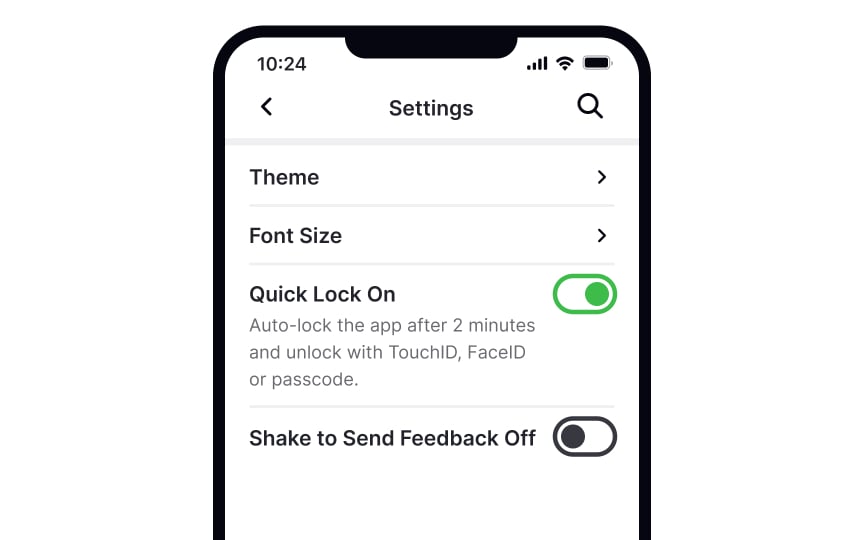 10:24
Settings
Theme
Font Size
Quick Lock On
Auto-lock the app after 2 minutes
and unlock with TouchID, FaceID
or passcode.
Shake to Send Feedback Off